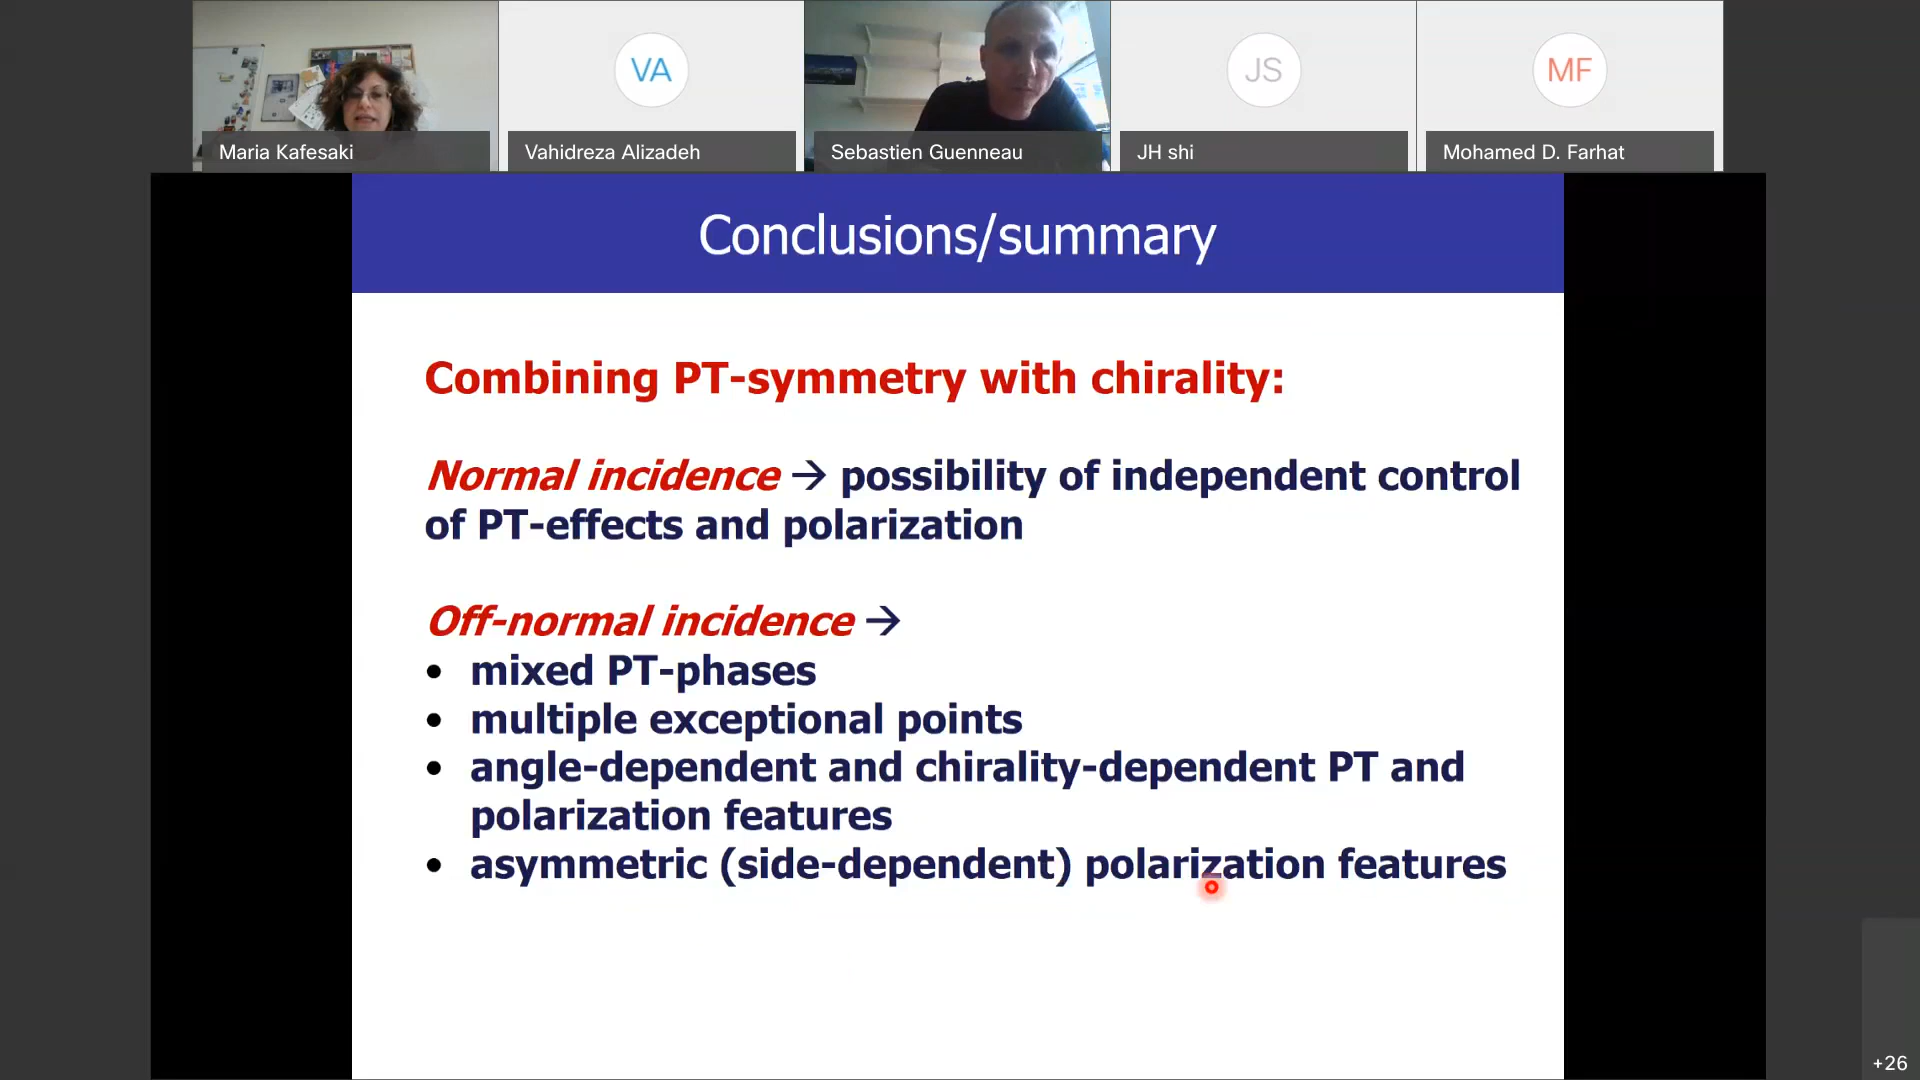 VA
JS
MF
Maria Kafesaki
Vahidreza Alizadeh
Sebastien Guenneau
JH shi
Mohamed D. Farhat
Conclusions/summary
Combining PT-symmetry with chirality:
Normal incidence → possibility of independent control
of PT-effects and polarization
Off-normal incidence →
• mixed PT-phases
• multiple exceptional points
• angle-dependent and chirality-dependent PT and
polarization features
• asymmetric (side-dependent) polarization features
+26